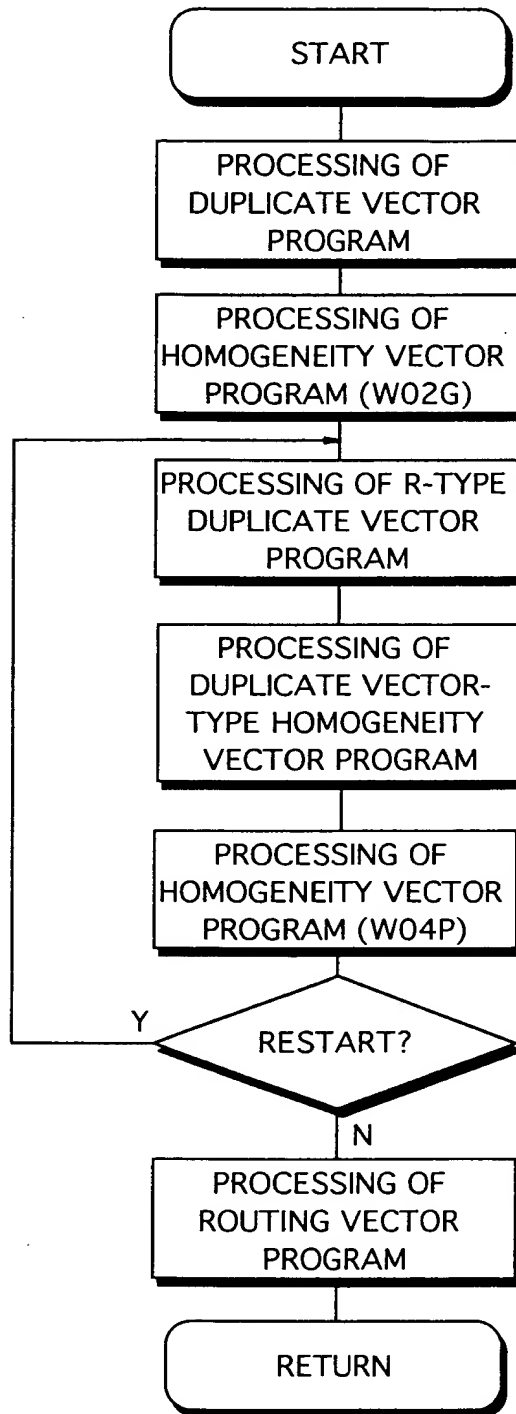 START
PROCESSING OF
DUPLICATE VECTOR
PROGRAM
PROCESSING OF
HOMOGENEITY VECTOR
PROGRAM (W02G)
PROCESSING OF R-TYPE
DUPLICATE VECTOR
PROGRAM
PROCESSING OF
DUPLICATE VECTOR-
TYPE HOMOGENEITY
VECTOR PROGRAM
PROCESSING OF
HOMOGENEITY VECTOR
PROGRAM (W04P)
Y
RESTART?
N
PROCESSING OF
ROUTING VECTOR
PROGRAM
RETURN